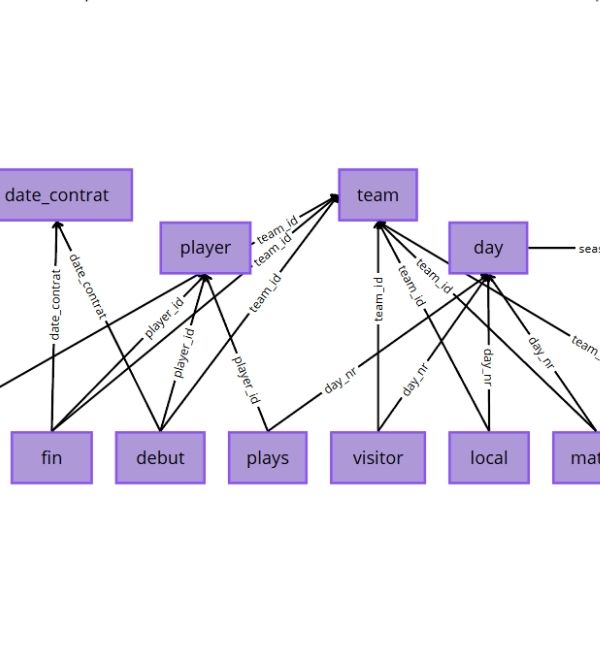 date_contrat
team
player
day
team_id
team_id
seas
date_contrat
date_contrat
player_id
team_id
team_id
team_id
team_id
player_id
player_id
day_nr
day_nr
day_nr
day_nr
team_
fin
debut
plays
visitor
local
mat